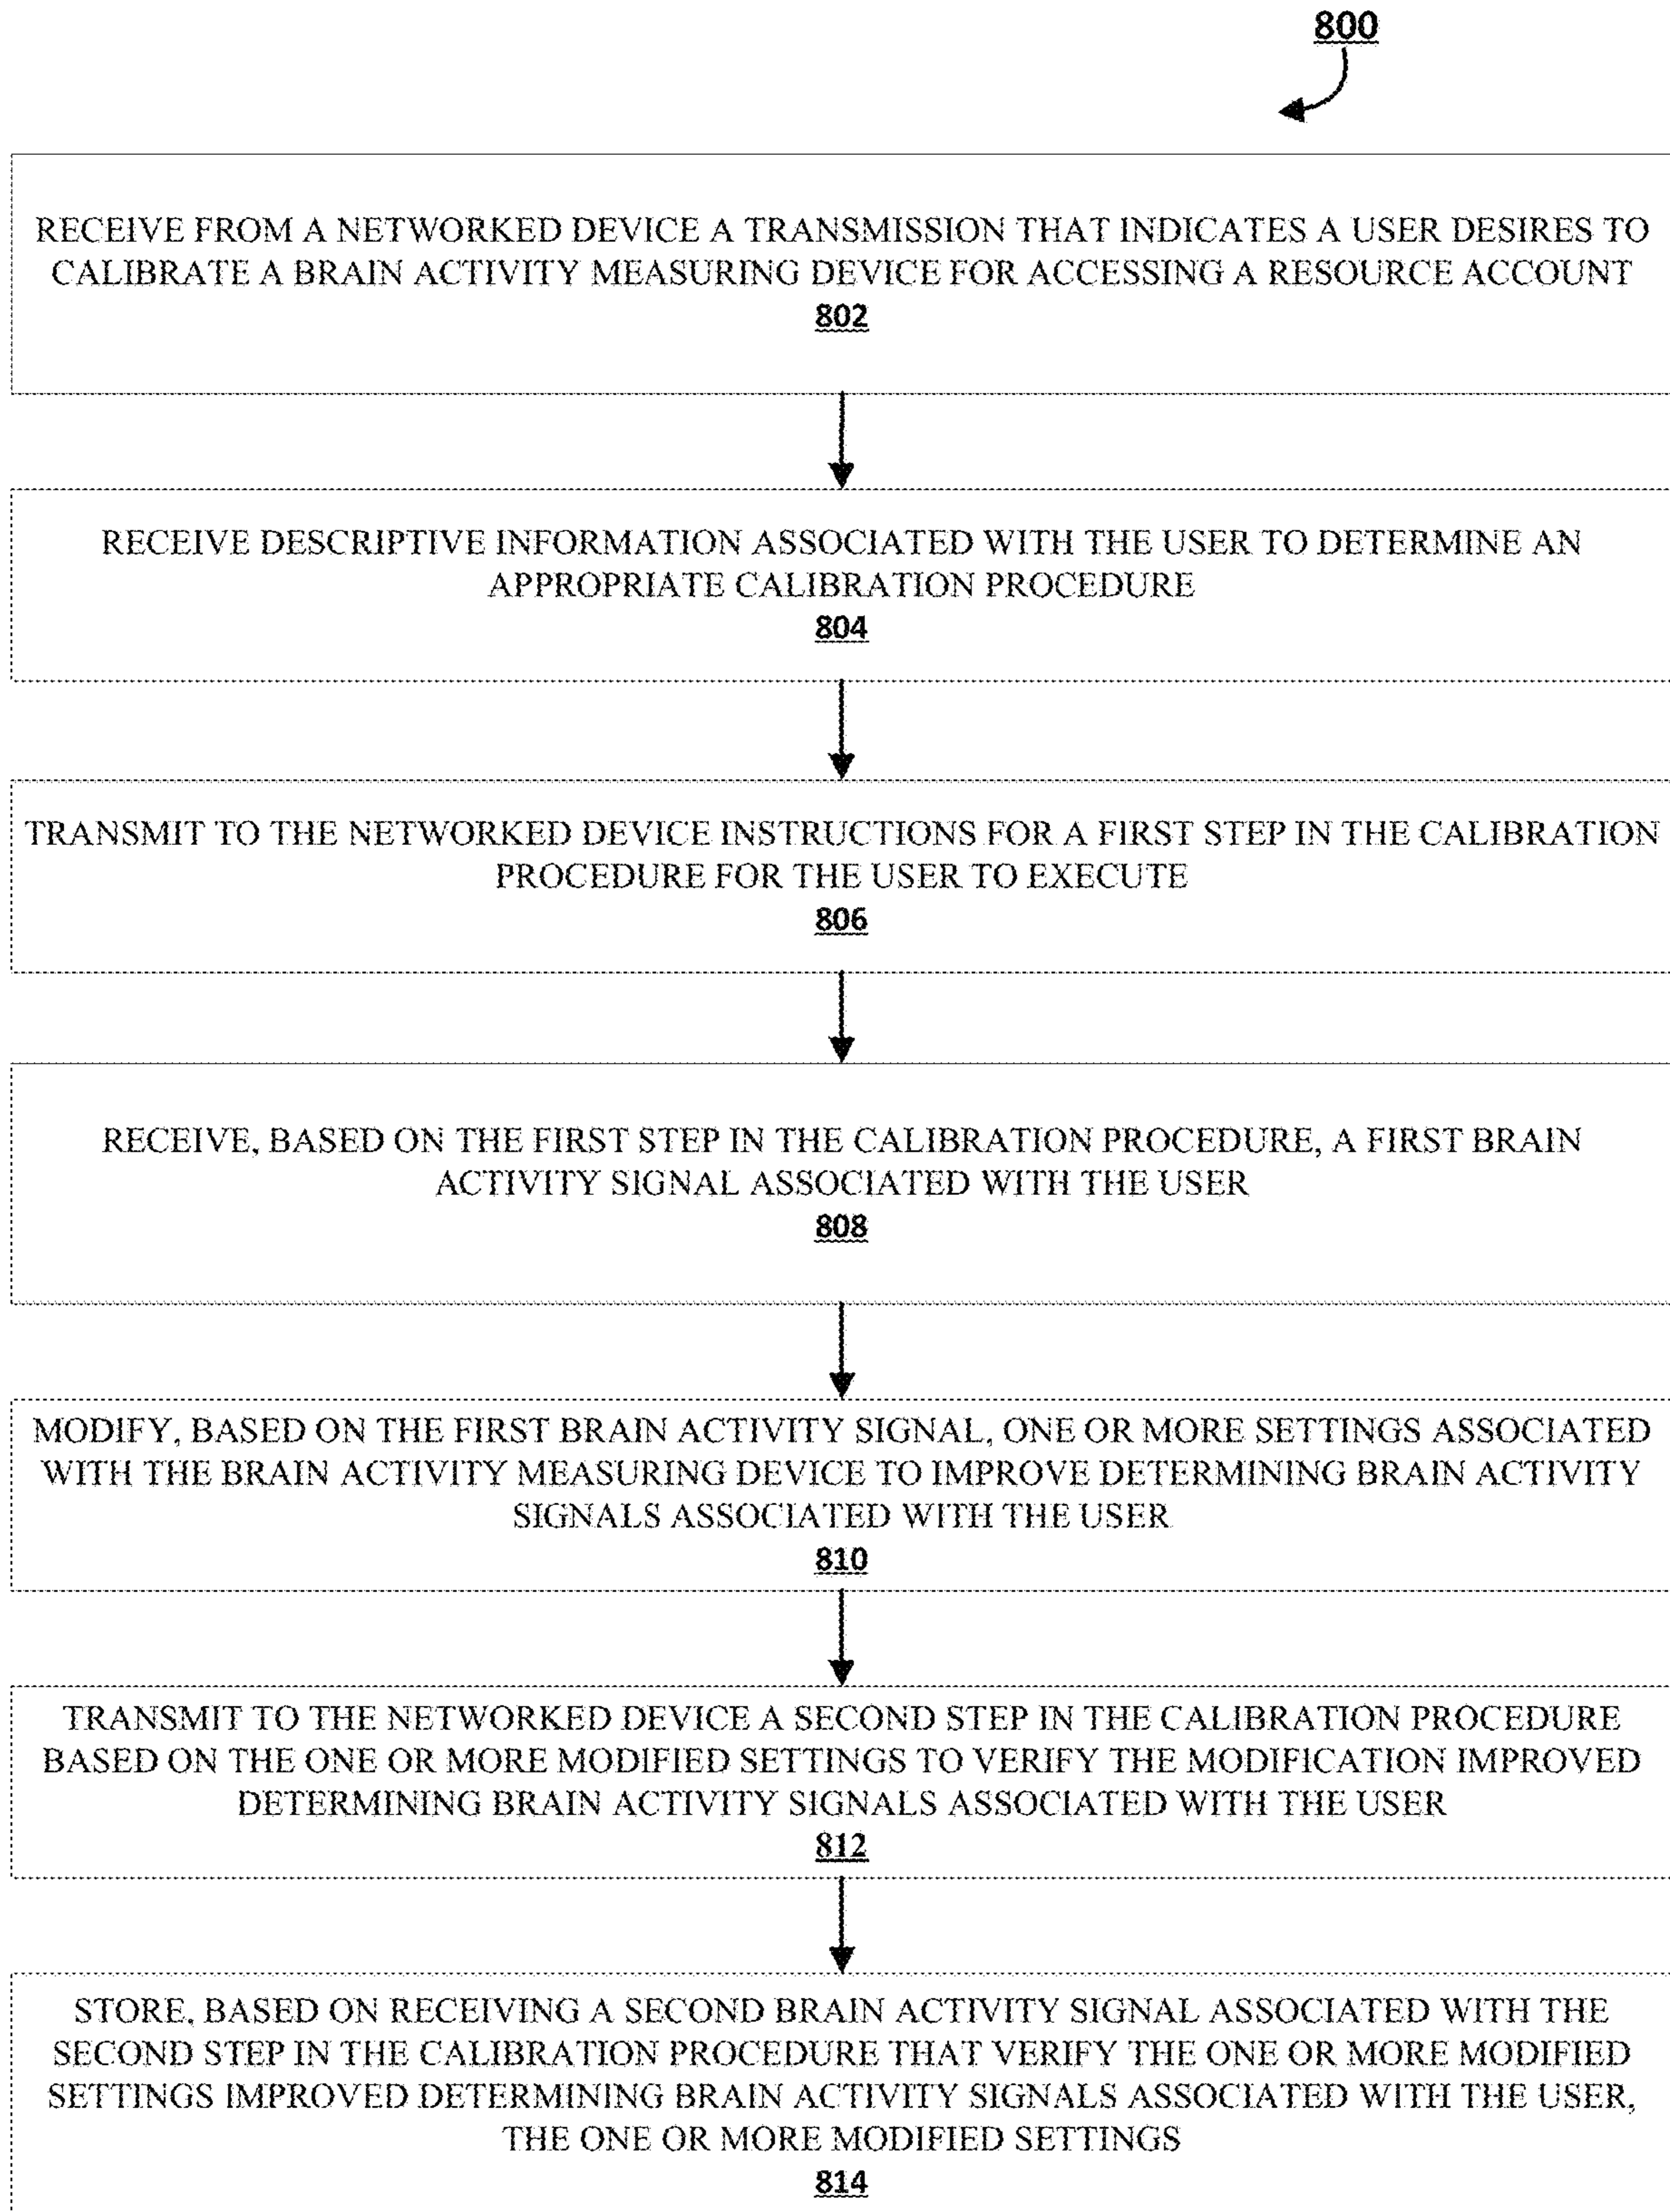 800
RECEIVE FROM A NETWORKED DEVICE A TRANSMISSION THAT INDICATES A USER DESIRES TO
CALIBRATE A BRAIN ACTIVITY MEASURING DEVICE FOR ACCESSING A RESOURCE ACCOUNT
802
RECEIVE DESCRIPTIVE INFORMATION ASSOCIATED WITH THE USER TO DETERMINE AN
APPROPRIATE CALIBRATION PROCEDURE
804
TRANSMIT TO THE NETWORKED DEVICE INSTRUCTIONS FOR A FIRST STEP IN THE CALIBRATION
PROCEDURE FOR THE USER TO EXECUTE
806
RECEIVE, BASED ON THE FIRST STEP IN THE CALIBRATION PROCEDURE, A FIRST BRAIN
ACTIVITY SIGNAL ASSOCIATED WITH THE USER
808
MODIFY, BASED ON THE FIRST BRAIN ACTIVITY SIGNAL, ONE OR MORE SETTINGS ASSOCIATED
WITH THE BRAIN ACTIVITY MEASURING DEVICE TO IMPROVE DETERMINING BRAIN ACTIVITY
SIGNALS ASSOCIATED WITH THE USER
810
TRANSMIT TO THE NETWORKED DEVICE A SECOND STEP IN THE CALIBRATION PROCEDURE
BASED ON THE ONE OR MORE MODIFIED SETTINGS TO VERIFY THE MODIFICATION IMPROVED
DETERMINING BRAIN ACTIVITY SIGNALS ASSOCIATED WITH THE USER
812
STORE, BASED ON RECEIVING A SECOND BRAIN ACTIVITY SIGNAL ASSOCIATED WITH THE
SECOND STEP IN THE CALIBRATION PROCEDURE THAT VERIFY THE ONE OR MORE MODIFIED
SETTINGS IMPROVED DETERMINING BRAIN ACTIVITY SIGNALS ASSOCIATED WITH THE USER,
THE ONE OR MORE MODIFIED SETTINGS
814